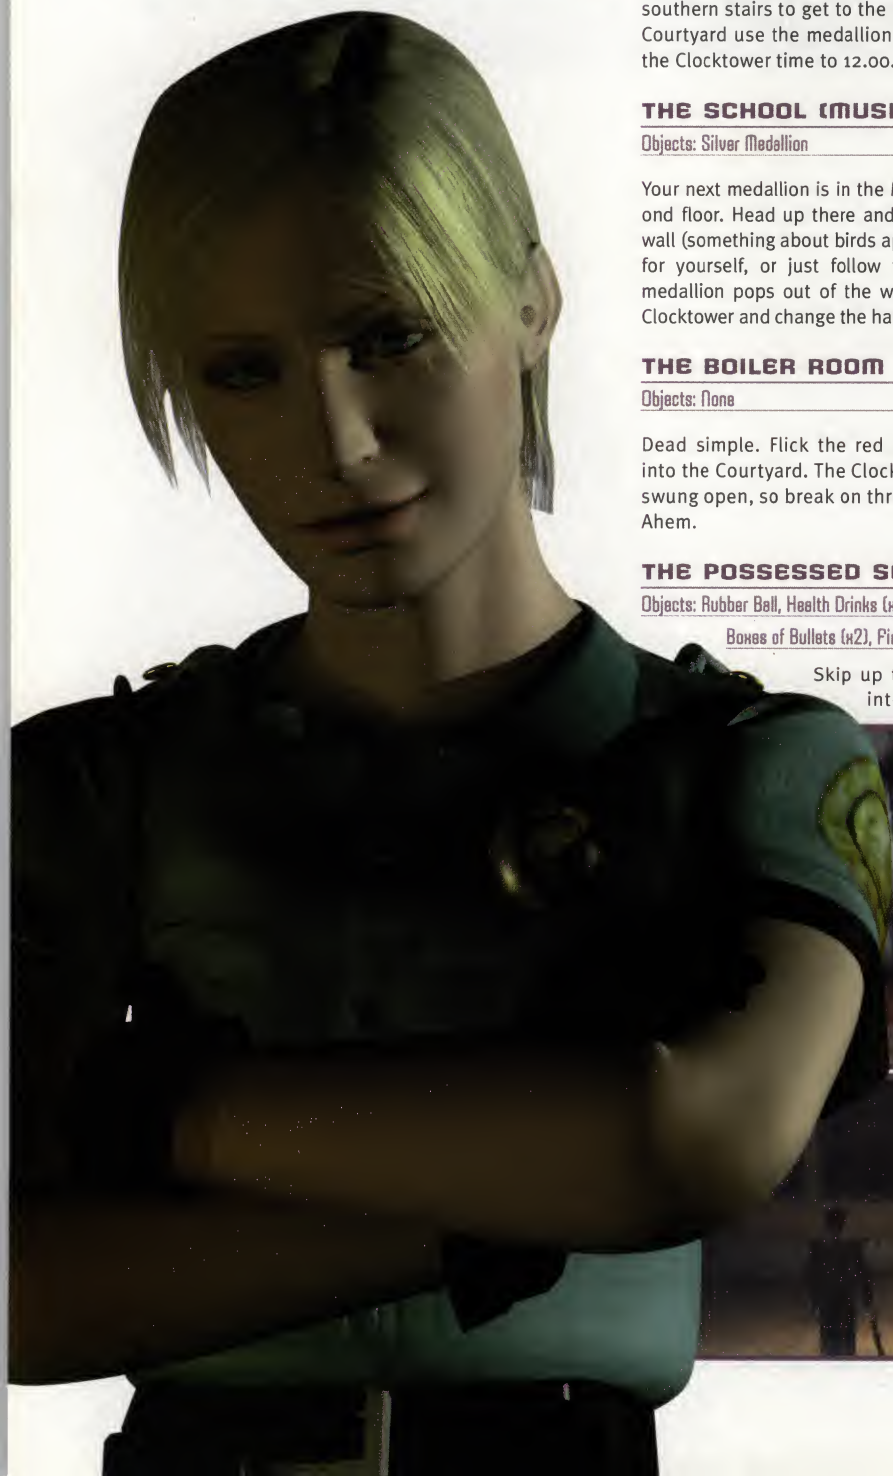 southern stairs to get to the
Courtyard use the medallion
the Clocktower time to 12.00.
THE SCHOOL (MUSI
Objects: Silver Medallion
Your next medallion is in the
ond floor. Head up there and
wall (something about birds a
for yourself, or just follow
medallion pops out of the w
Clocktower and change the ha
THE BOILER ROOM
Objects: None
Dead simple. Flick the red
into the Courtyard. The Clock
swung open, so break on thr
Ahem.
THE POSSESSED S
Objects: Rubber Ball, Health Drinks (x
Boxes of Bullets (x2), Pi
Skip up
int